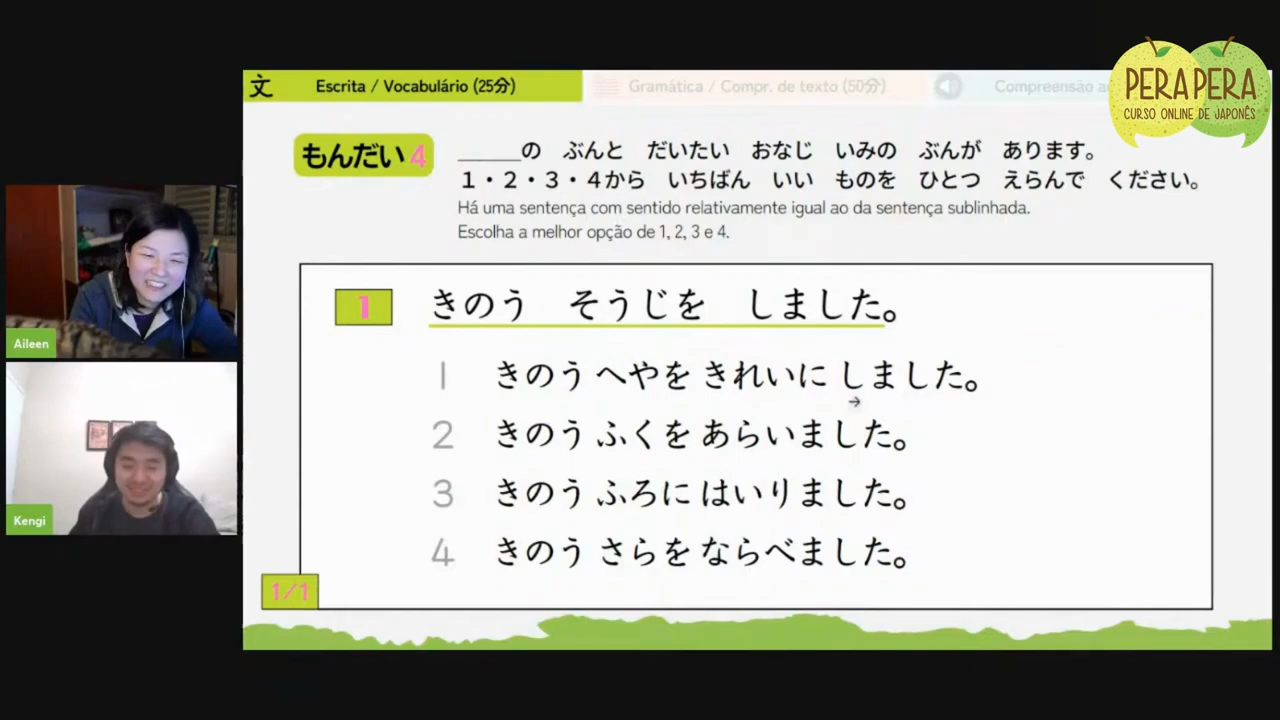 文 Escrita / Vocabulário (25分)
Gramática / Compr. de texto (50分)
Compreensão
PERAPERA
CURSO ONLINE DE JAPONÊS
もんだい 4
______の ぶんと だいたい おなじ いみの ぶんが あります。
1・2・3・4から いちばん いい ものを ひとつ えらんで ください。
Há uma sentença com sentido relativamente igual ao da sentença sublinhada.
Escolha a melhor opção de 1, 2, 3 e 4.
1 きのう そうじを しました。
1 きのう へやを きれいに しました。
2 きのう ふくを あらいました。
3 きのう ふろに はいりました。
4 きのう さらを ならべました。
1/1
Aileen
Kengi